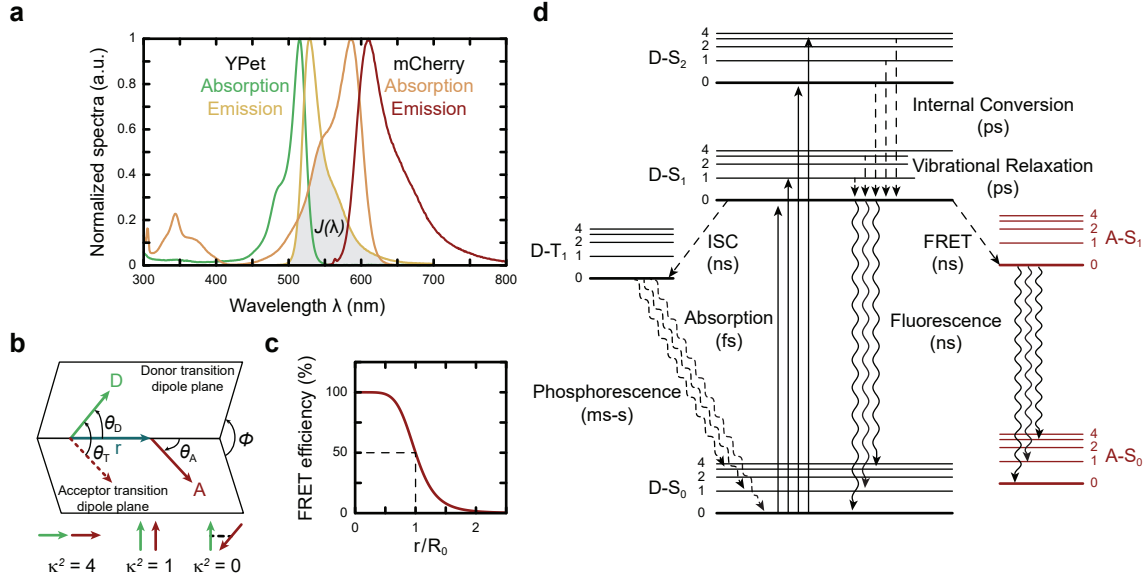 a
Normalized spectra (a.u.)
1
0.8
0.6
0.4
0.2
0
300
400
500
600
700
800
Wavelength λ (nm)
YPet
Absorption
Emission
mCherry
Absorption
Emission
J(λ)
b
Donor transition
dipole plane
D
θD
θT
r
θA
Φ
A
Acceptor transition
dipole plane
κ² = 4
κ² = 1
κ² = 0
c
FRET efficiency (%)
100
50
0
0
1
2
r/R₀
d
D-S₂
4
2
1
0
Internal Conversion
(ps)
D-S₁
4
2
1
0
Vibrational Relaxation
(ps)
D-T₁
4
2
1
0
ISC
(ns)
FRET
(ns)
4
2
1
0
A-S₁
Absorption
(fs)
Fluorescence
(ns)
Phosphorescence
(ms-s)
D-S₀
4
2
1
0
4
2
1
0
A-S₀